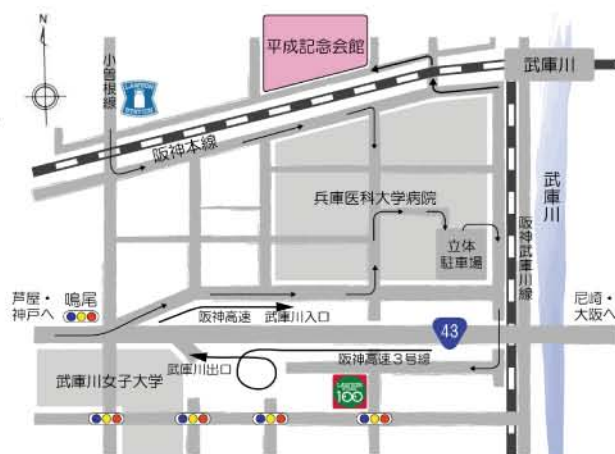 N
平成記念会館
武庫川
小曽根線
LAWSON
STATION
阪神本線
兵庫医科大学病院
武庫川
阪神武庫川線
立体
駐車場
芦屋・
神戸へ
鳴尾
尼崎・
大阪へ
阪神高速 武庫川入口
43
武庫川出口
阪神高速3号線
武庫川女子大学
LAWSON
STORE
100